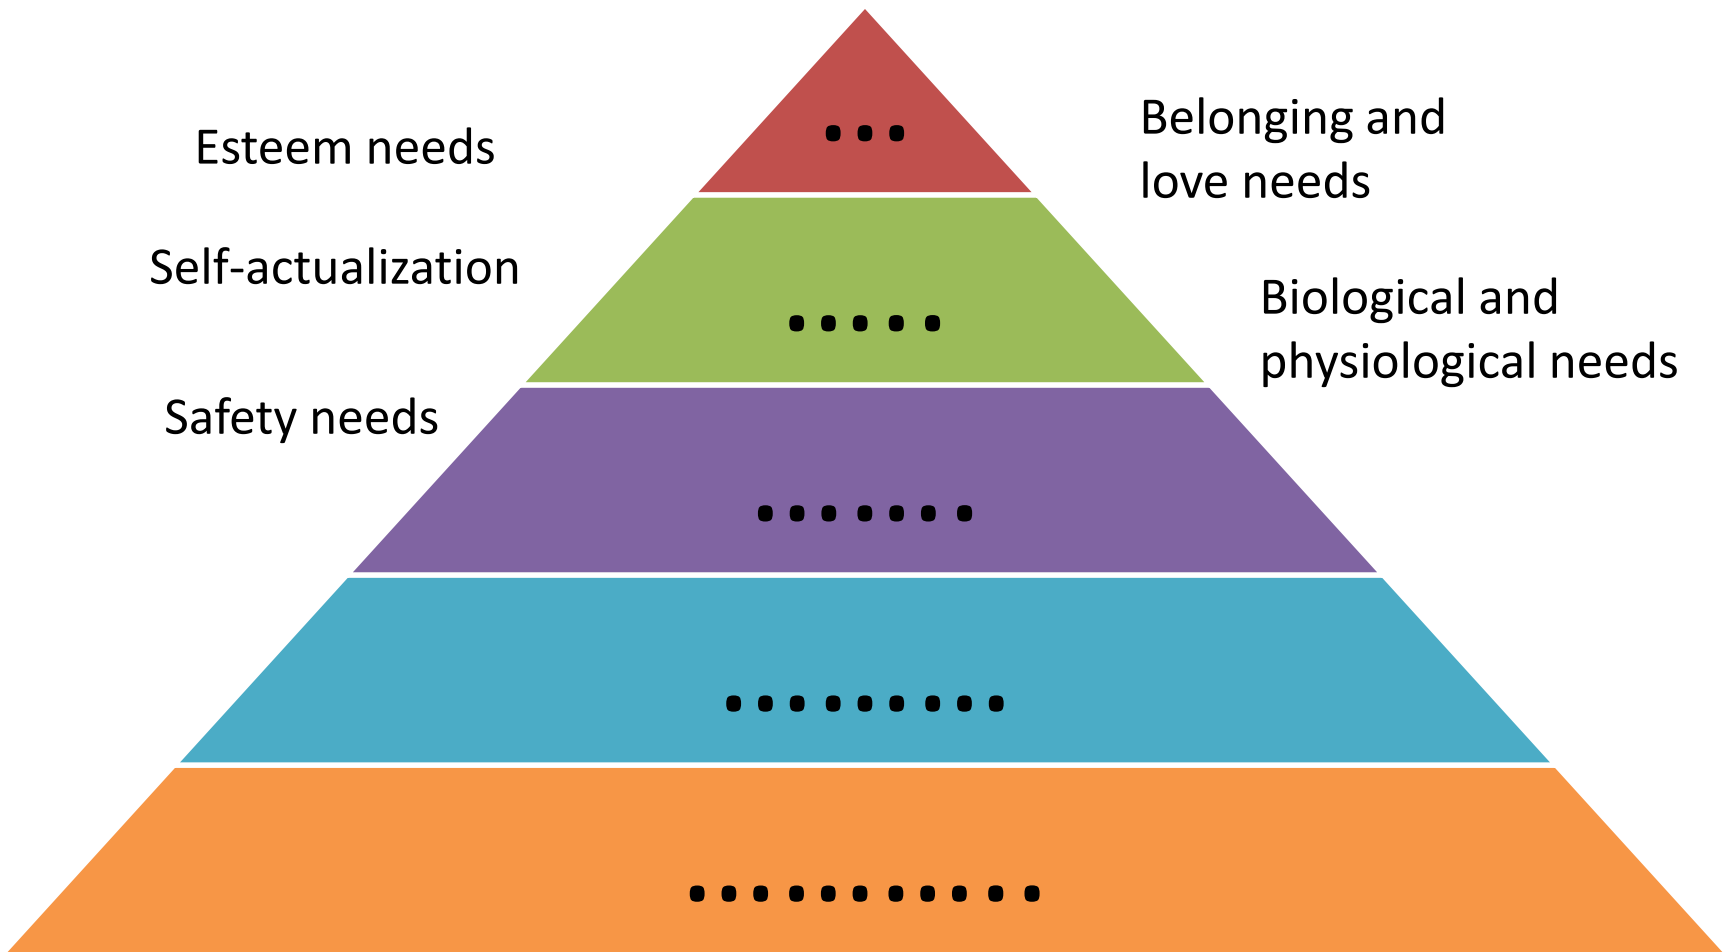 Esteem needs
Self-actualization
Safety needs
Belonging and
love needs
Biological and
physiological needs
...
.....
.......
.........
...........